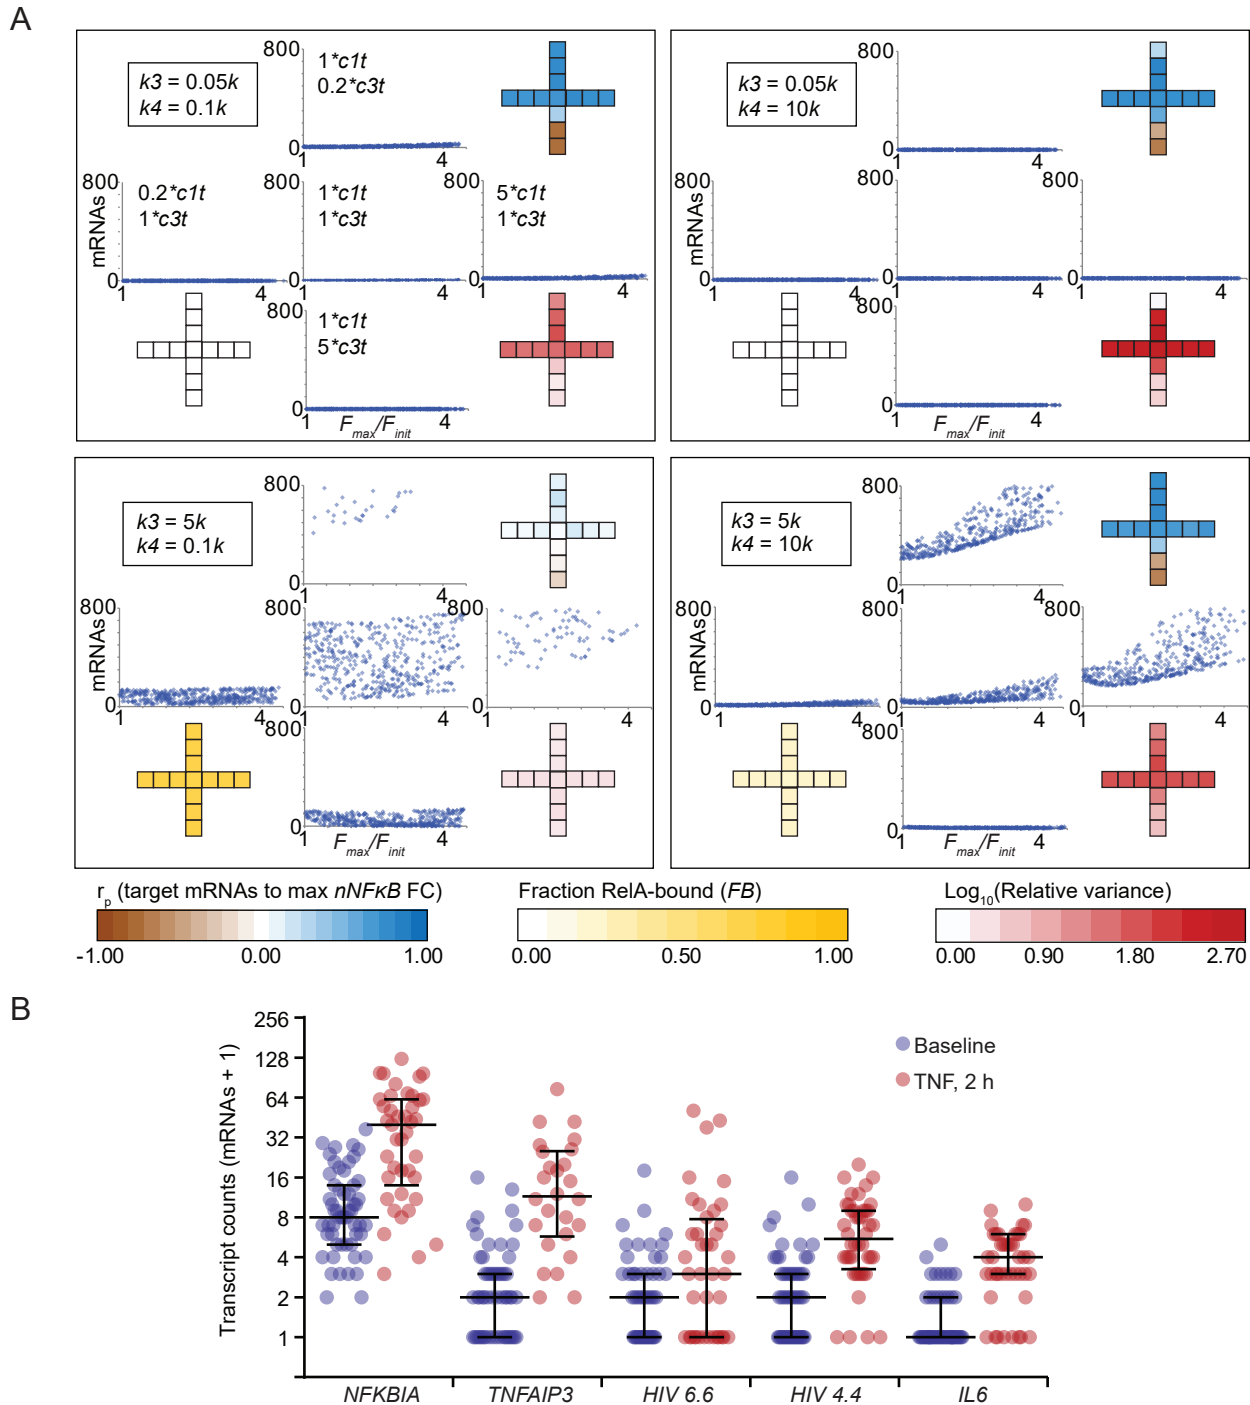 A
k3 = 0.05k
k4 = 0.1k
800
0
1
4
1*c1t
0.2*c3t
mRNAs
800
0
1
4
0.2*c1t
1*c3t
800
0
1
4
1*c1t
1*c3t
800
0
1
4
5*c1t
1*c3t
800
0
1
4
1*c1t
5*c3t
Fmax/Finit
k3 = 0.05k
k4 = 10k
800
0
1
4
mRNAs
800
0
1
4
800
0
1
4
800
0
1
4
800
0
1
4
Fmax/Finit
k3 = 5k
k4 = 0.1k
800
0
1
4
mRNAs
800
0
1
4
800
0
1
4
800
0
1
4
800
0
1
4
Fmax/Finit
k3 = 5k
k4 = 10k
800
0
1
4
mRNAs
800
0
1
4
800
0
1
4
800
0
1
4
800
0
1
4
Fmax/Finit
rp (target mRNAs to max nNFκB FC)
-1.00 0.00 1.00
Fraction RelA-bound (FB)
0.00 0.50 1.00
Log10(Relative variance)
0.00 0.90 1.80 2.70
B
Transcript counts (mRNAs + 1)
256
128
64
32
16
8
4
2
1
Baseline
TNF, 2 h
NFKBIA TNFAIP3 HIV 6.6 HIV 4.4 IL6